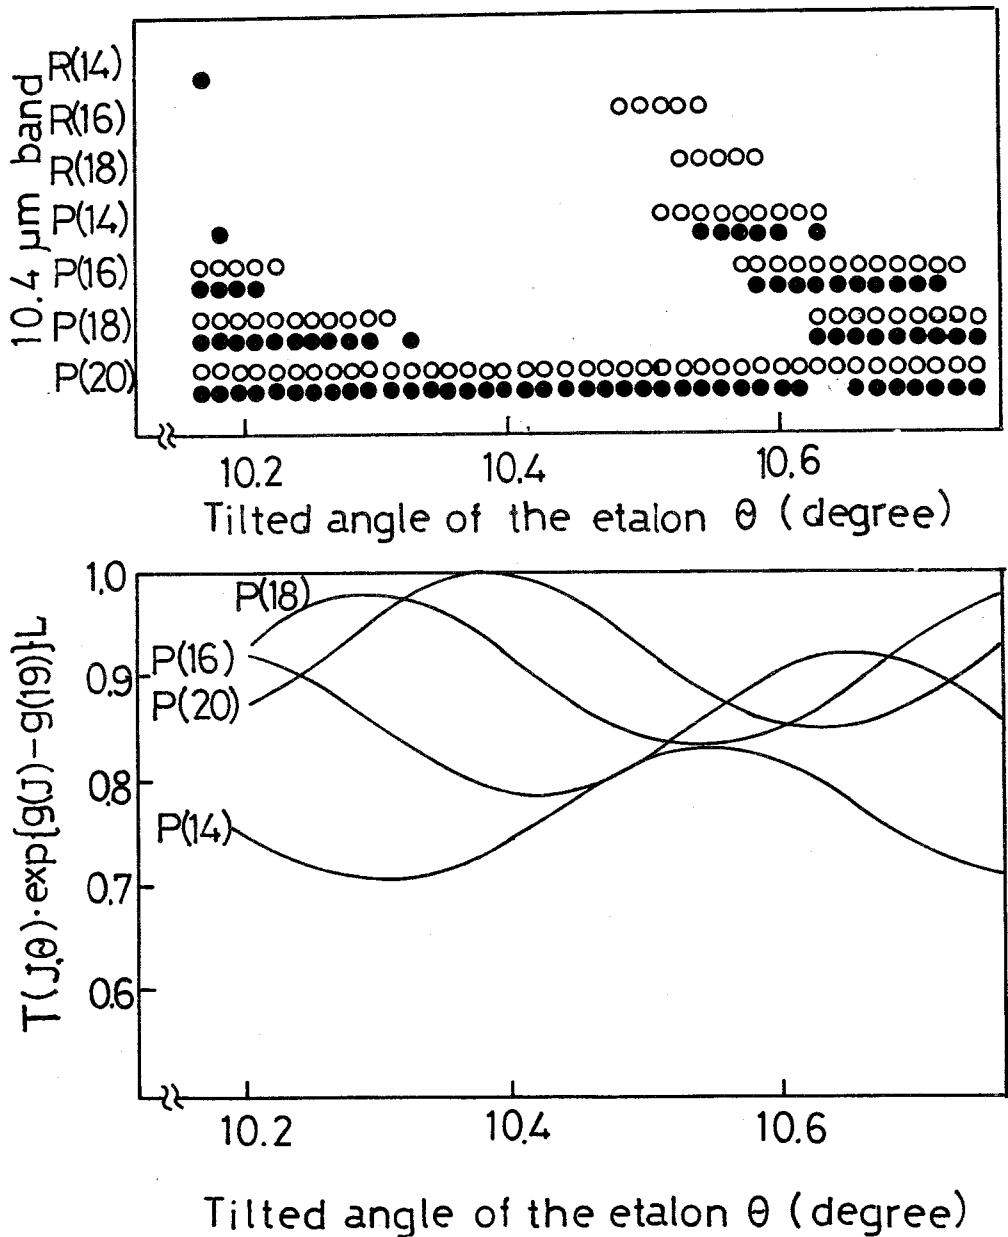 10.4 µm band
R(14)
R(16)
R(18)
P(14)
P(16)
P(18)
P(20)
10.2 10.4 10.6
Tilted angle of the etalon θ (degree)
T(J,θ)·exp{g(J)-g(19)}L
1.0
0.9
0.8
0.7
0.6
P(18)
P(16)
P(20)
P(14)
10.2 10.4 10.6
Tilted angle of the etalon θ (degree)